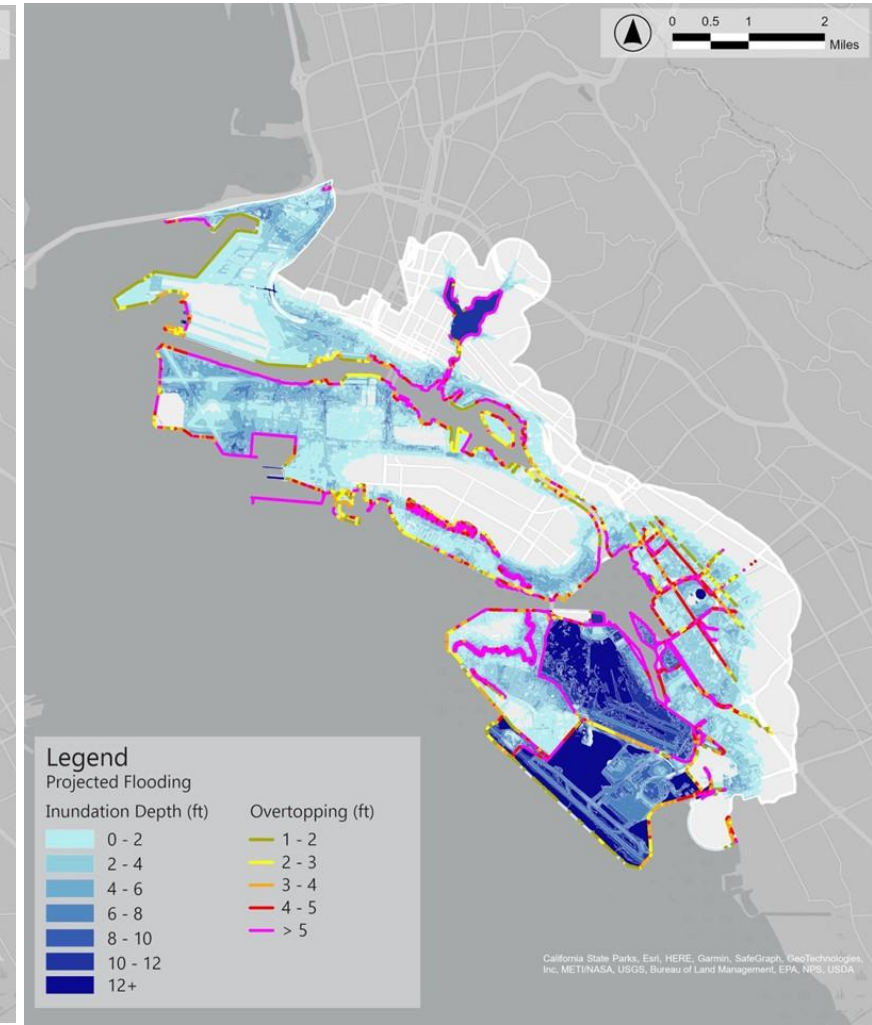 0 0.5 1 2
Miles
Legend
Projected Flooding
Inundation Depth (ft)
0 - 2
2 - 4
4 - 6
6 - 8
8 - 10
10 - 12
12+
Overtopping (ft)
1 - 2
2 - 3
3 - 4
4 - 5
> 5
California State Parks, Esri, HERE, Garmin, SafeGraph, GeoTechnologies,
Inc, METI/NASA, USGS, Bureau of Land Management, EPA, NPS, USDA